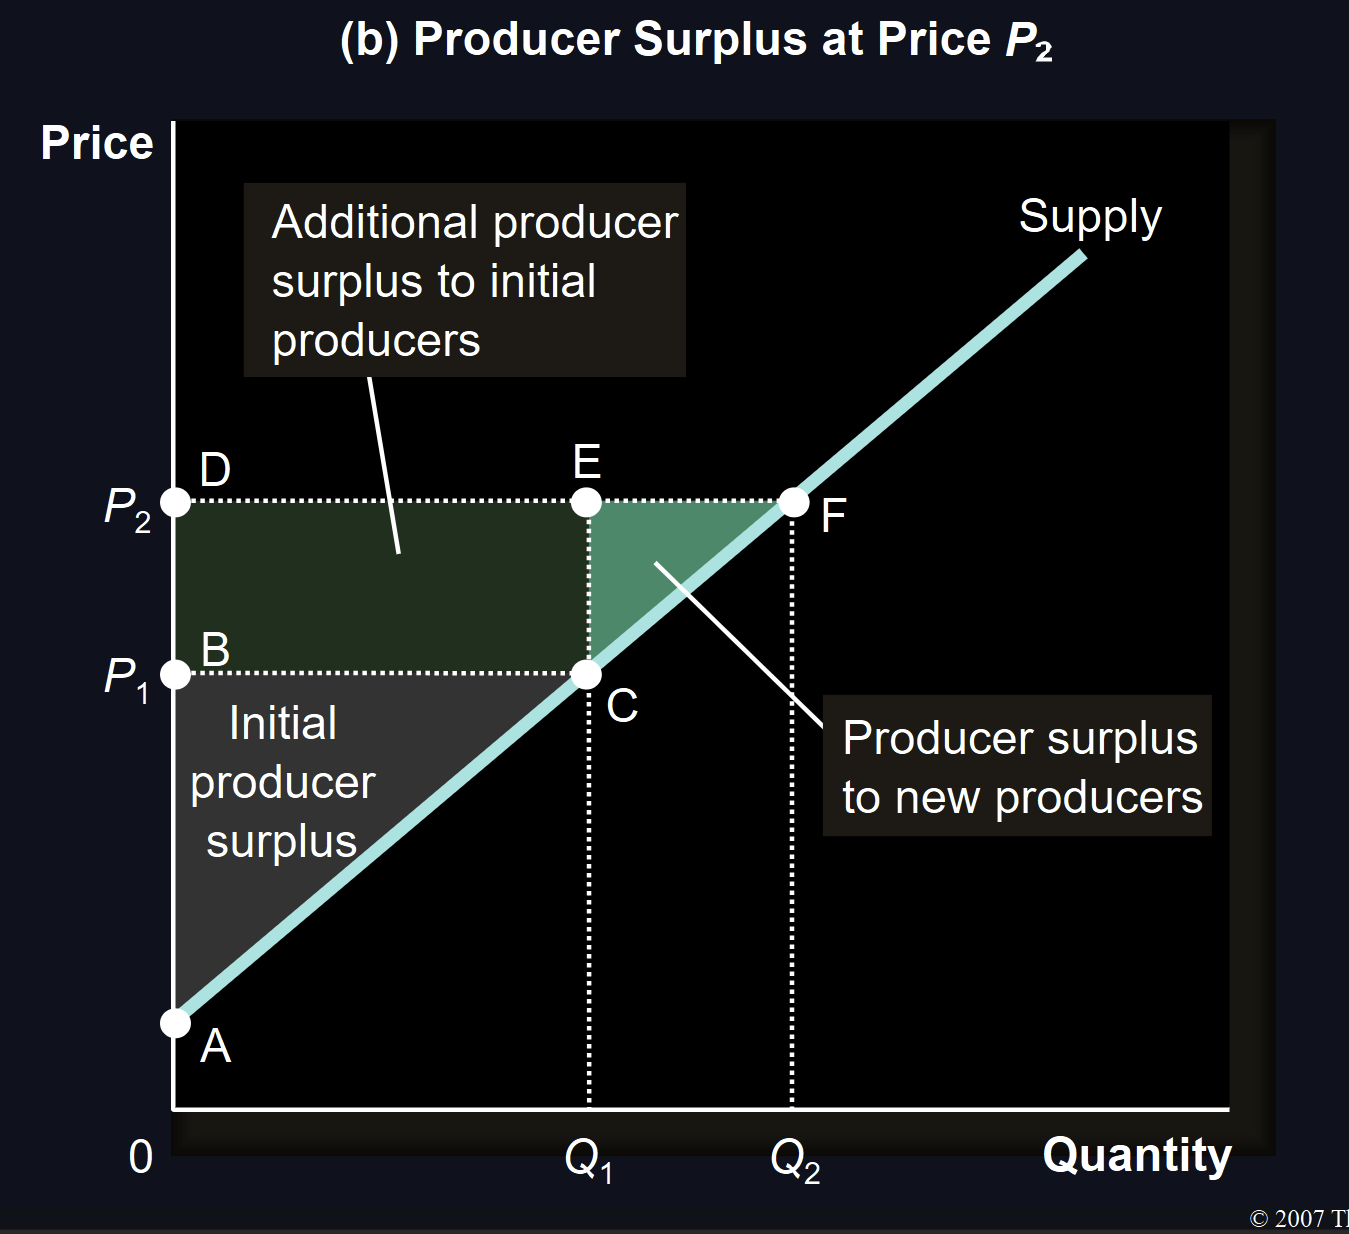 (b) Producer Surplus at Price P2
Price
Additional producer
surplus to initial
producers
Supply
D
E
P2
F
B
P1
C
Initial
producer
surplus
Producer surplus
to new producers
A
0
Q1
Q2
Quantity
© 2007